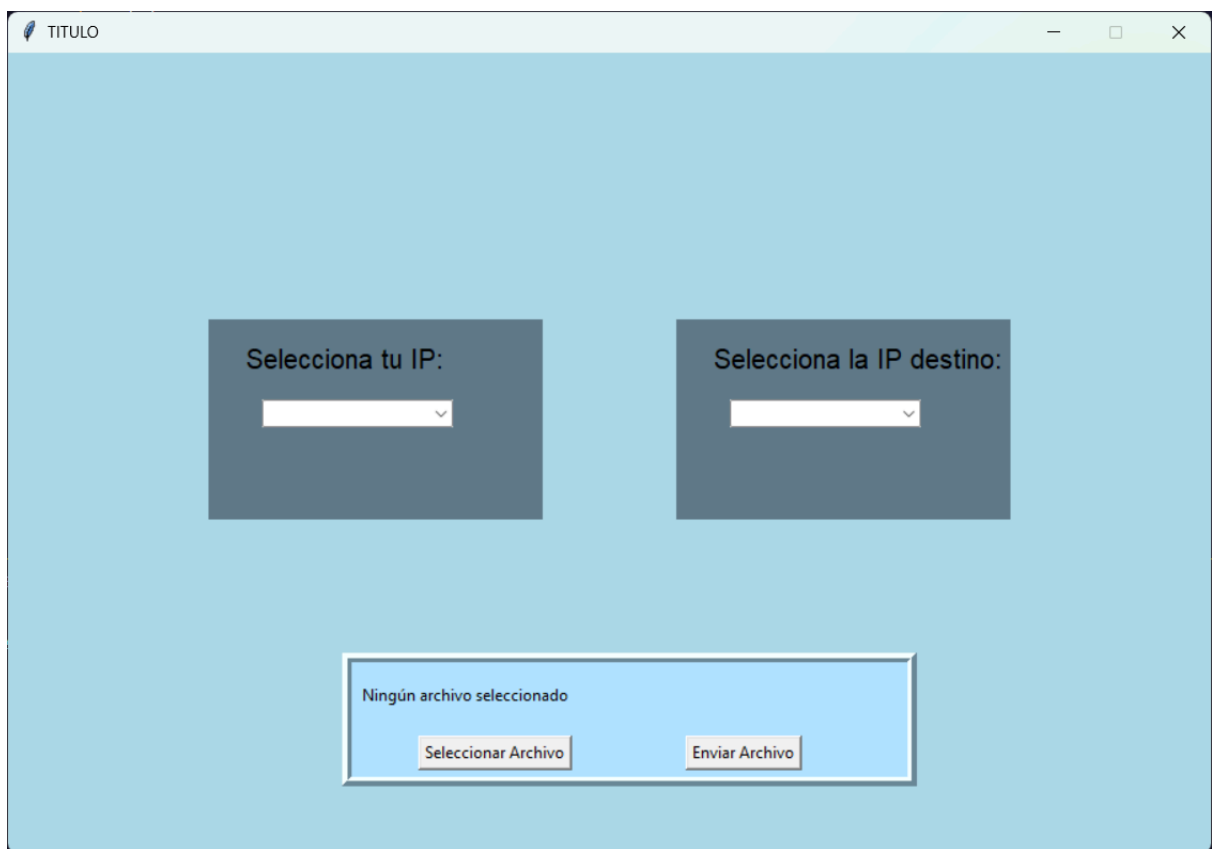 TITULO
Selecciona tu IP:
Selecciona la IP destino:
Ningún archivo seleccionado
Seleccionar Archivo
Enviar Archivo